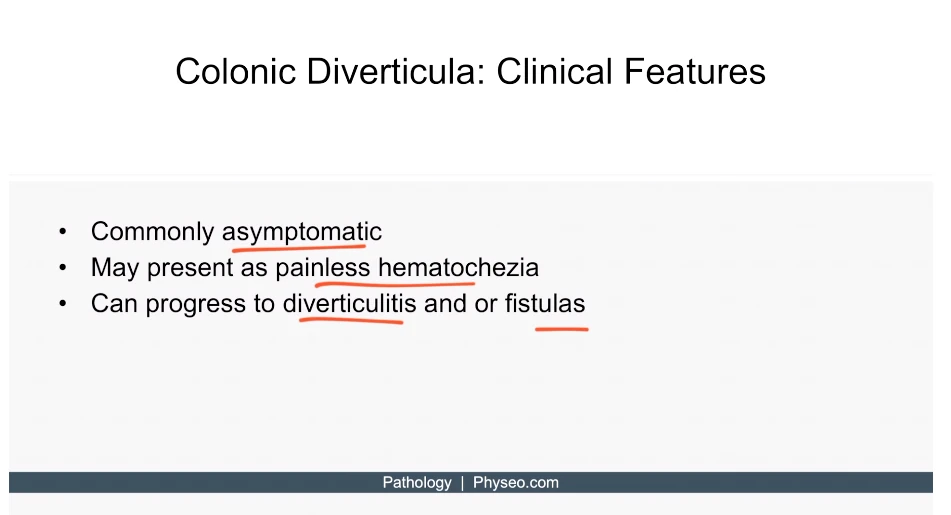 Colonic Diverticula: Clinical Features
• Commonly asymptomatic
• May present as painless hematochezia
• Can progress to diverticulitis and or fistulas
Pathology | Physeo.com